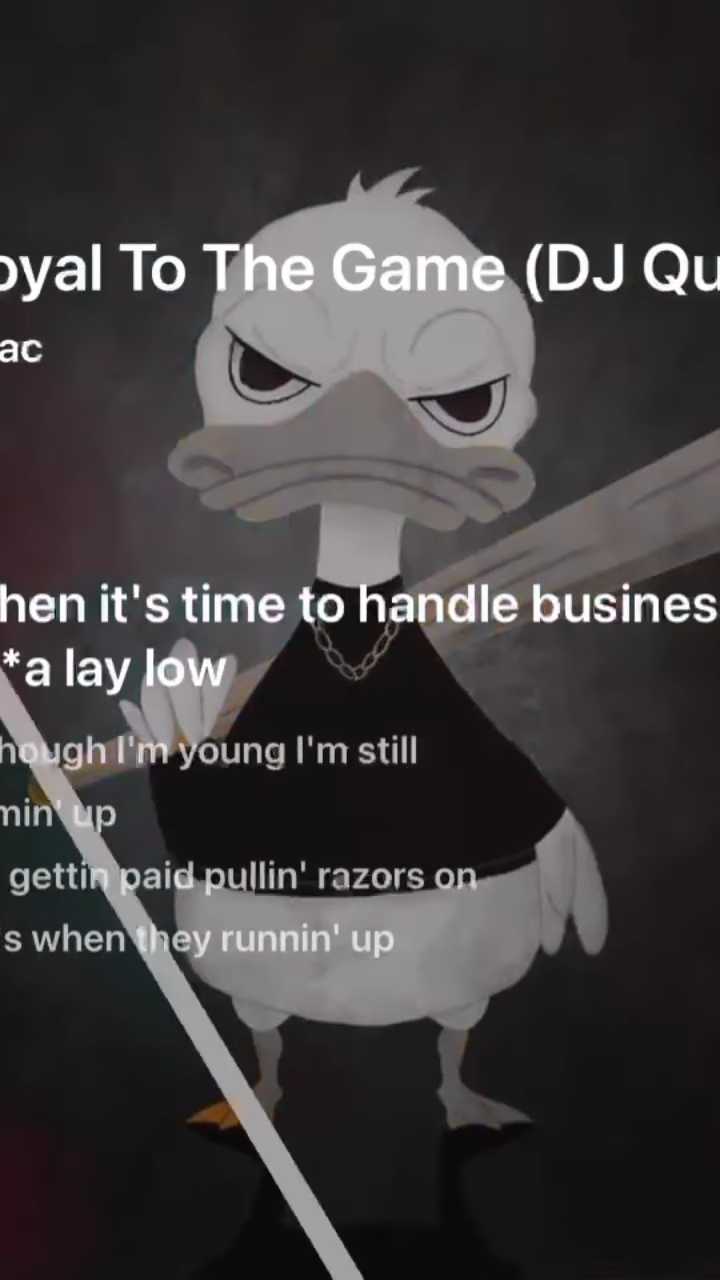 oyal To The Game (DJ Qu
ac
hen it's time to handle busines
*a lay low
hough I'm young I'm still
min' up
gettin paid pullin' razors on
's when they runnin' up